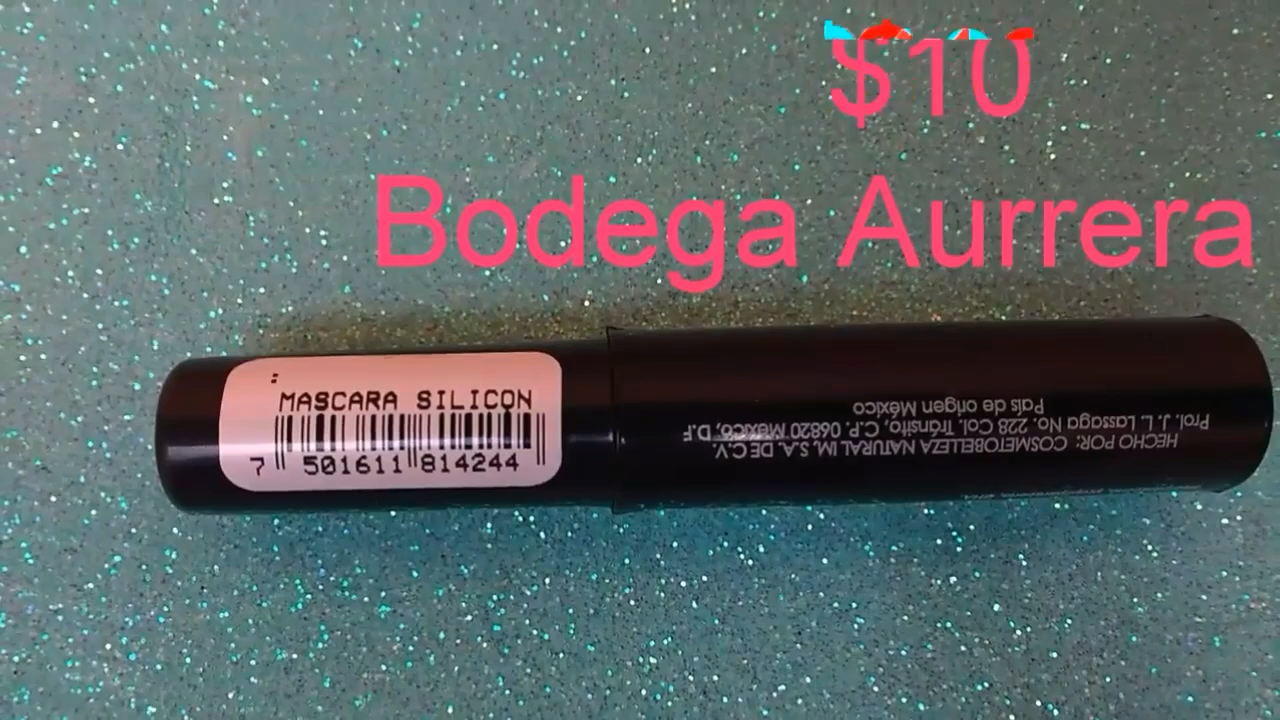 $10
Bodega Aurrera
MASCARA SILICON
7 501611 814244
HECHO POR: COSMETOBELLEZA NATURAL IM, S.A. DE C.V.
Prol. J. L. Lassaga No. 228 Col. Tránsito, C.P. 06820 México, D.F.
País de origen México